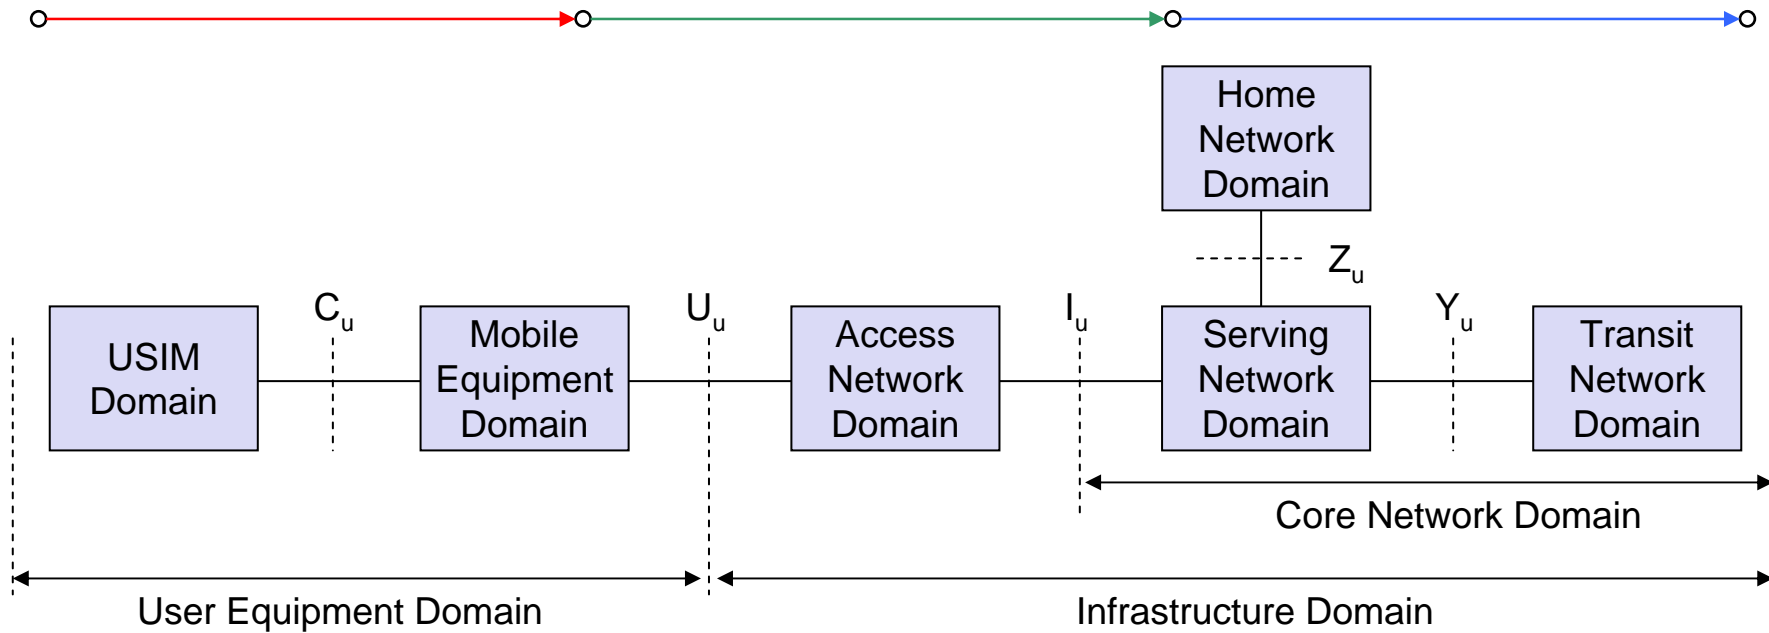 Home
Network
Domain
Zu
Cu
Uu
Iu
Yu
USIM
Domain
Mobile
Equipment
Domain
Access
Network
Domain
Serving
Network
Domain
Transit
Network
Domain
Core Network Domain
User Equipment Domain
Infrastructure Domain